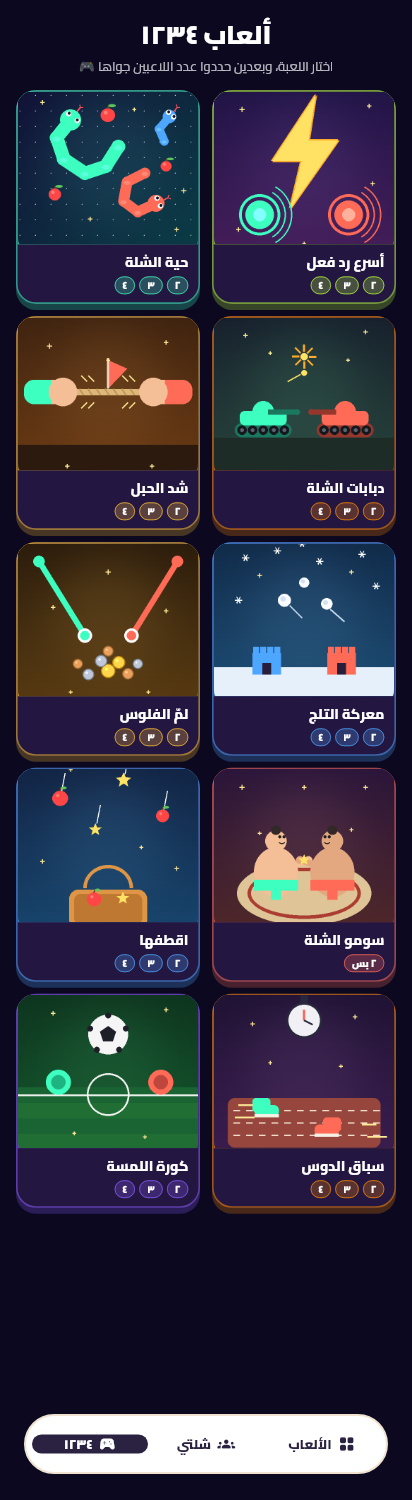 ألعاب ١٢٣٤
اختار اللعبة، وبعدين حددوا عدد اللاعبين جواها 🎮
أسرع رد فعل
٢ ٣ ٤
حية الشلة
٢ ٣ ٤
دبابات الشلة
٢ ٣ ٤
شد الحبل
٢ ٣ ٤
معركة التلج
٢ ٣ ٤
لمّ الفلوس
٢ ٣ ٤
سومو الشلة
٢ بس
اقطفها
٢ ٣ ٤
سباق الدوس
٢ ٣ ٤
كورة اللمسة
٢ ٣ ٤
الألعاب
شلتي
١٢٣٤